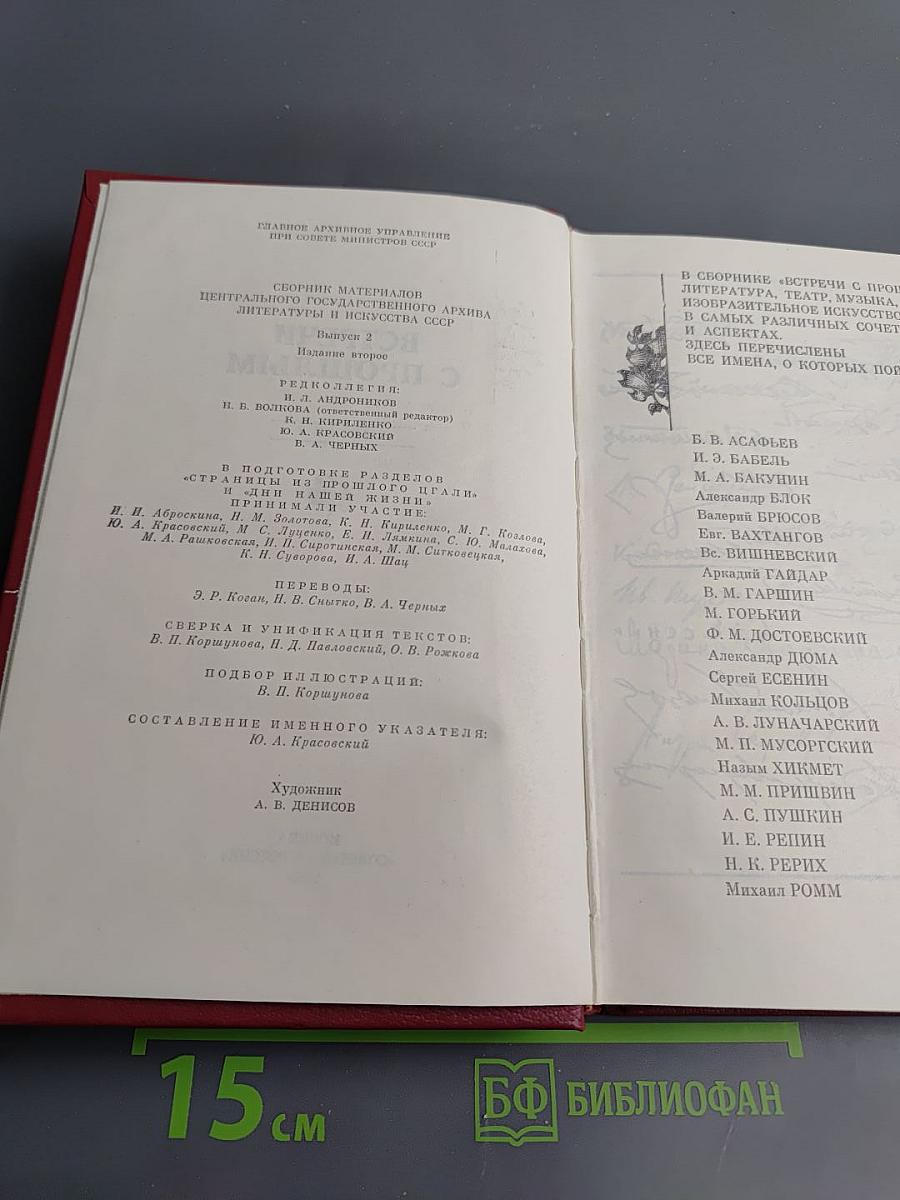 ГЛАВНОЕ АРХИВНОЕ УПРАВЛЕНИЕ
ПРИ СОВЕТЕ МИНИСТРОВ СССР
СБОРНИК МАТЕРИАЛОВ
ЦЕНТРАЛЬНОГО ГОСУДАРСТВЕННОГО АРХИВА
ЛИТЕРАТУРЫ И ИСКУССТВА СССР
Выпуск 2
Издание второе
РЕДКОЛЛЕГИЯ:
И. Л. АНДРОНИКОВ
Н. Б. ВОЛКОВА (ответственный редактор)
К. Н. КИРИЛЕНКО
Ю. А. КРАСОВСКИЙ
В. А. ЧЕРНЫХ
В ПОДГОТОВКЕ РАЗДЕЛОВ
«СТРАНИЦЫ ИЗ ПРОШЛОГО ЦГАЛИ»
И «ДНИ НАШЕЙ ЖИЗНИ»
ПРИНИМАЛИ УЧАСТИЕ:
И. И. Аброскина, Н. М. Золотова, К. Н. Кириленко, М. Г. Козлова,
Ю. А. Красовский, М. С. Луценко, Е. Н. Лямкина, С. Ю. Малахова,
М. А. Рашковская, И. П. Сиротинская, М. М. Ситковецкая,
К. Н. Суворова, И. А. Шац
ПЕРЕВОДЫ:
Э. Р. Коган, Н. В. Снытко, В. А. Черных
СВЕРКА И УНИФИКАЦИЯ ТЕКСТОВ:
В. П. Коршунова, Н. Д. Павловский, О. В. Рожкова
ПОДБОР ИЛЛЮСТРАЦИЙ:
В. П. Коршунова
СОСТАВЛЕНИЕ ИМЕННОГО УКАЗАТЕЛЯ:
Ю. А. Красовский
Художник
А. В. ДЕНИСОВ
В СБОРНИКЕ «ВСТРЕЧИ С ПРОШ
ЛИТЕРАТУРА, ТЕАТР, МУЗЫКА,
ИЗОБРАЗИТЕЛЬНОЕ ИСКУССТВО
В САМЫХ РАЗЛИЧНЫХ СОЧЕТ
И АСПЕКТАХ.
ЗДЕСЬ ПЕРЕЧИСЛЕНЫ
ВСЕ ИМЕНА, О КОТОРЫХ ПОЙ
Б. В. АСАФЬЕВ
И. Э. БАБЕЛЬ
М. А. БАКУНИН
Александр БЛОК
Валерий БРЮСОВ
Евг. ВАХТАНГОВ
Вс. ВИШНЕВСКИЙ
Аркадий ГАЙДАР
В. М. ГАРШИН
М. ГОРЬКИЙ
Ф. М. ДОСТОЕВСКИЙ
Александр ДЮМА
Сергей ЕСЕНИН
Михаил КОЛЬЦОВ
А. В. ЛУНАЧАРСКИЙ
М. П. МУСОРГСКИЙ
Назым ХИКМЕТ
М. М. ПРИШВИН
А. С. ПУШКИН
И. Е. РЕПИН
Н. К. РЕРИХ
Михаил РОММ
15 см
БФ БИБЛИОФАН